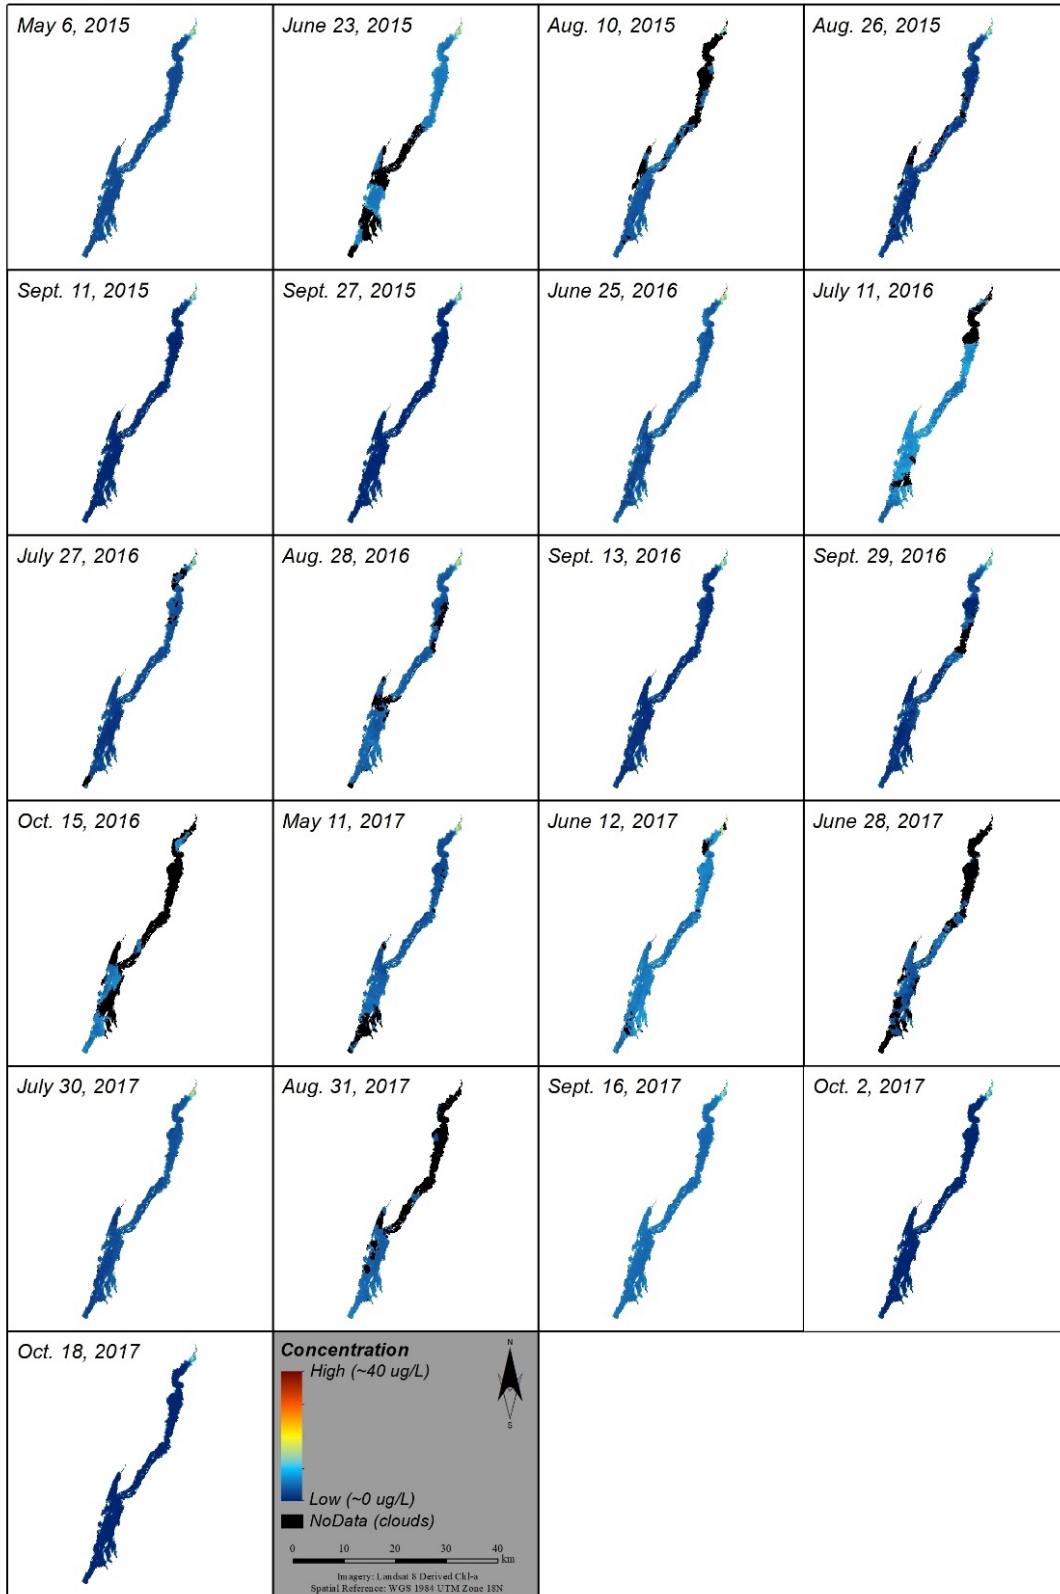 May 6, 2015
June 23, 2015
Aug. 10, 2015
Aug. 26, 2015
Sept. 11, 2015
Sept. 27, 2015
June 25, 2016
July 11, 2016
July 27, 2016
Aug. 28, 2016
Sept. 13, 2016
Sept. 29, 2016
Oct. 15, 2016
May 11, 2017
June 12, 2017
June 28, 2017
July 30, 2017
Aug. 31, 2017
Sept. 16, 2017
Oct. 2, 2017
Oct. 18, 2017
Concentration
High (~40 ug/L)
Low (~0 ug/L)
NoData (clouds)
N
S
0 10 20 30 40 km
Imagery: Landsat 8 Derived Chl-a
Spatial Reference: WGS 1984 UTM Zone 18N